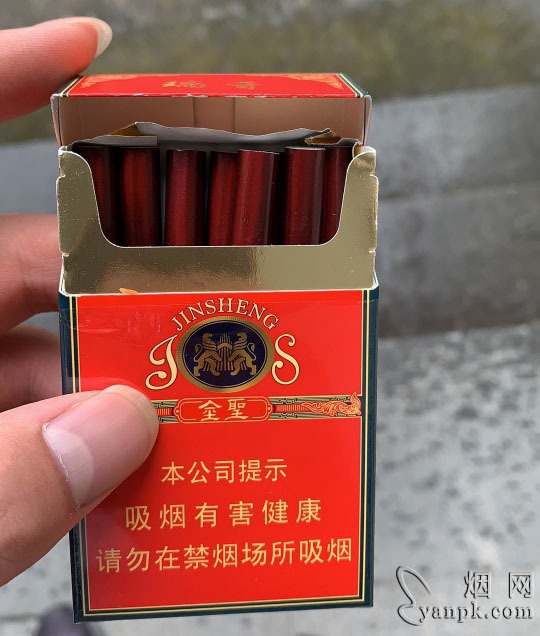 JINSHENG
JS
金聖
本公司提示
吸烟有害健康
请勿在禁烟场所吸烟
烟网
yanpk.com